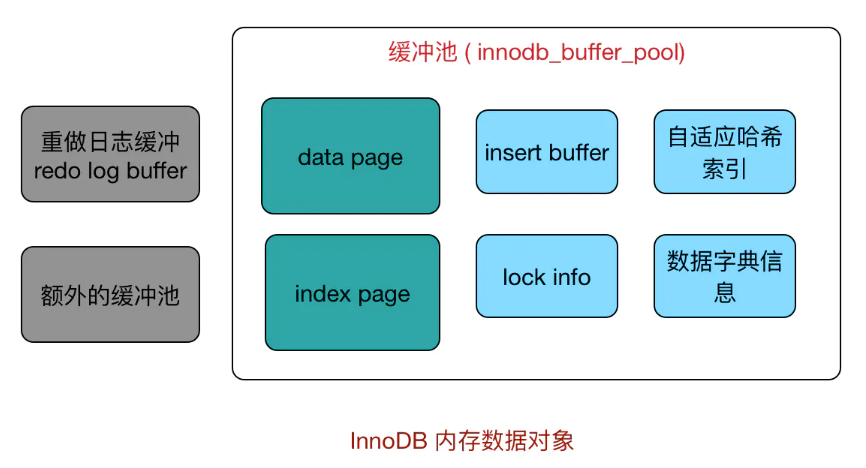 缓冲池 ( innodb_buffer_pool)
重做日志缓冲
redo log buffer
data page
insert buffer
自适应哈希
索引
额外的缓冲池
index page
lock info
数据字典信
息
InnoDB 内存数据对象